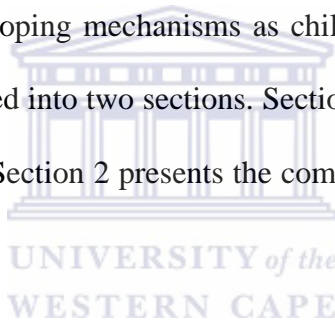 oping mechanisms as chil
ed into two sections. Sectio
Section 2 presents the com
UNIVERSITY of the
WESTERN CAPE